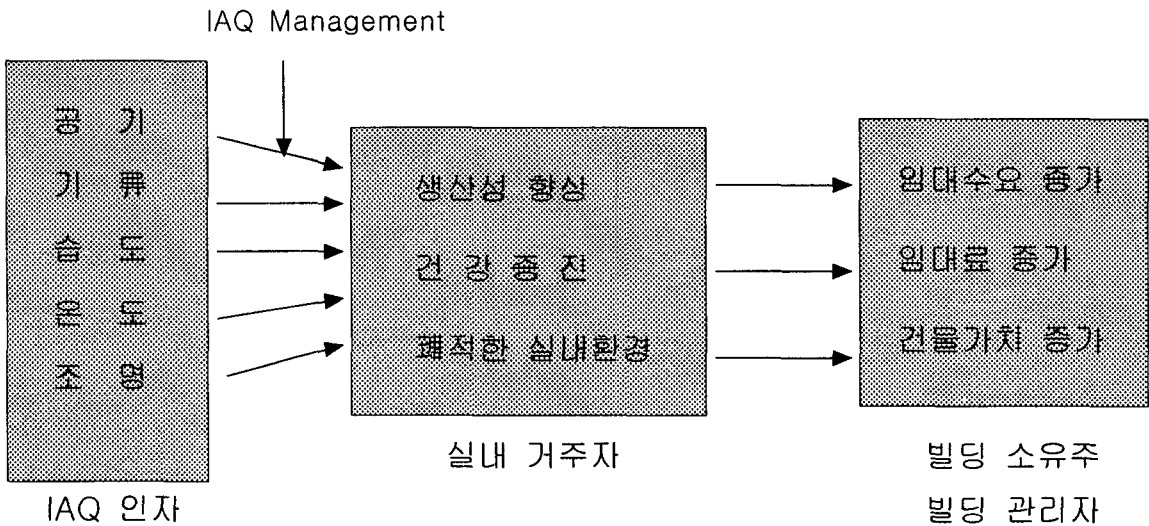 IAQ Management
공 기
기 류
습 도
온 도
조 명
IAQ 인자
생산성 향상
건 강 증 진
쾌적한 실내환경
실내 거주자
임대수요 증가
임대료 증가
건물가치 증가
빌딩 소유주
빌딩 관리자